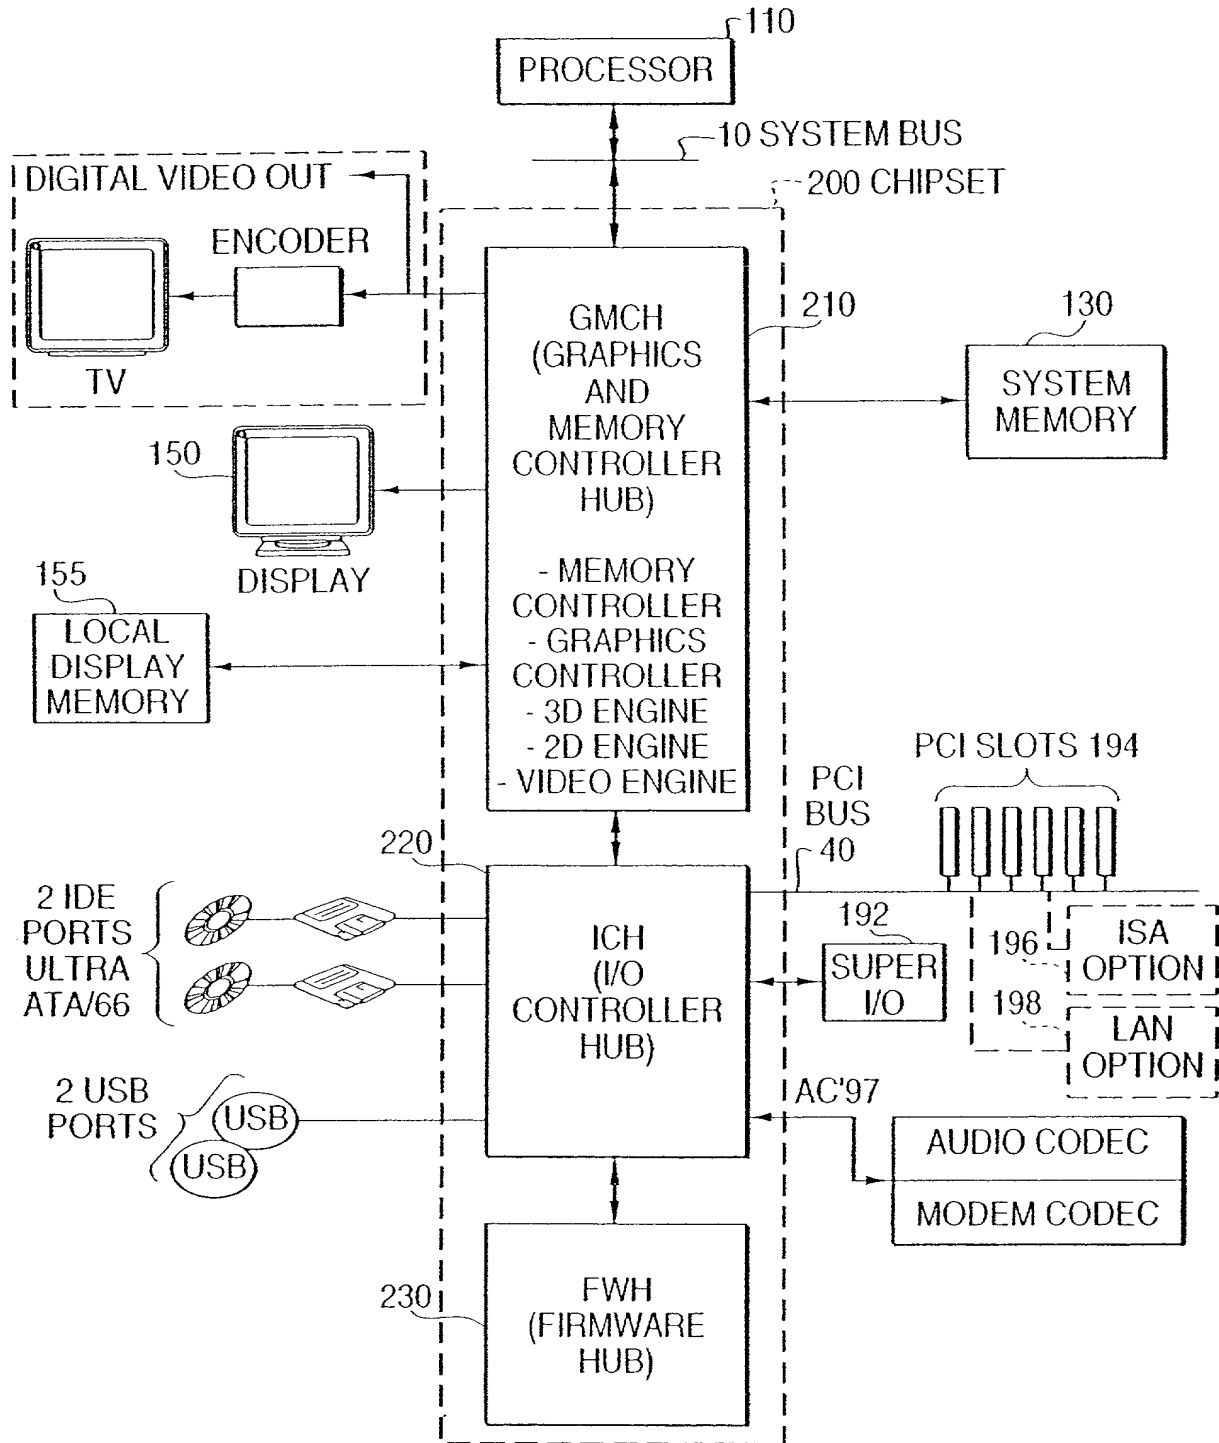 110
PROCESSOR
10 SYSTEM BUS
200 CHIPSET
DIGITAL VIDEO OUT
ENCODER
TV
210
GMCH
(GRAPHICS
AND
MEMORY
CONTROLLER
HUB)
- MEMORY
CONTROLLER
- GRAPHICS
CONTROLLER
- 3D ENGINE
- 2D ENGINE
- VIDEO ENGINE
130
SYSTEM
MEMORY
150
DISPLAY
155
LOCAL
DISPLAY
MEMORY
PCI SLOTS 194
PCI
BUS
40
220
2 IDE
PORTS
ULTRA
ATA/66
ICH
(I/O
CONTROLLER
HUB)
192
SUPER
I/O
196
ISA
OPTION
198
LAN
OPTION
2 USB
PORTS
USB
USB
AC'97
AUDIO CODEC
MODEM CODEC
230
FWH
(FIRMWARE
HUB)